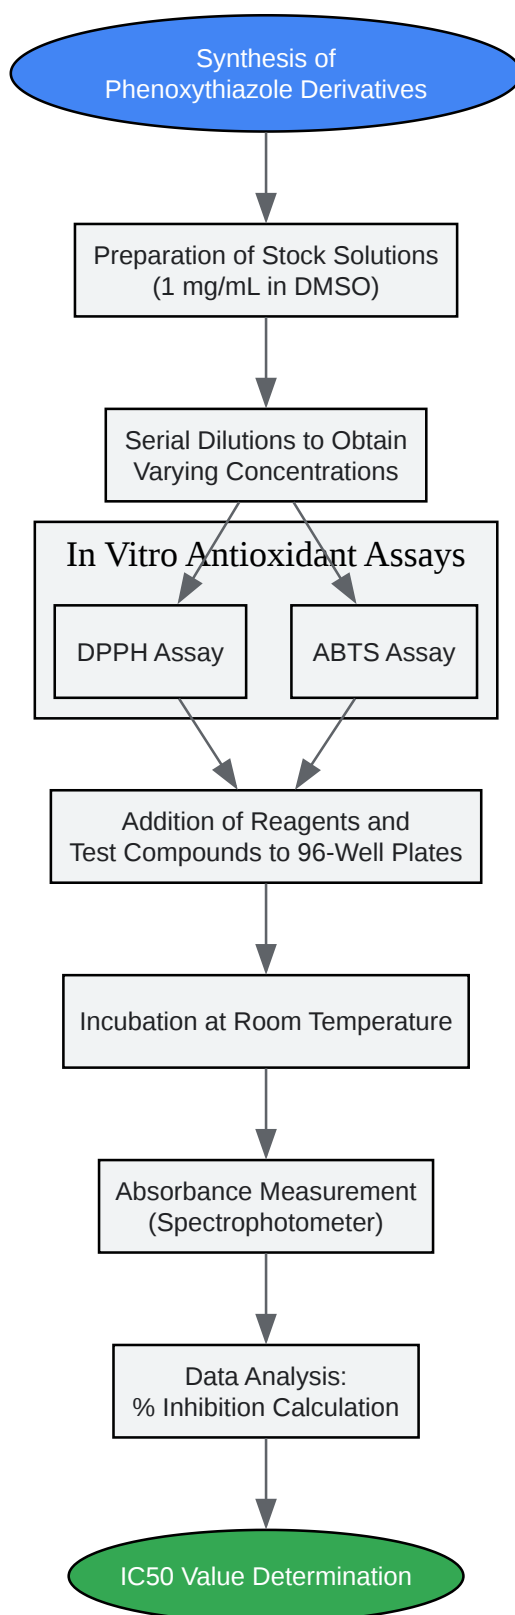 Synthesis of
Phenoxythiazole Derivatives
Preparation of Stock Solutions
(1 mg/mL in DMSO)
Serial Dilutions to Obtain
Varying Concentrations
In Vitro Antioxidant Assays
DPPH Assay
ABTS Assay
Addition of Reagents and
Test Compounds to 96-Well Plates
Incubation at Room Temperature
Absorbance Measurement
(Spectrophotometer)
Data Analysis:
% Inhibition Calculation
IC50 Value Determination